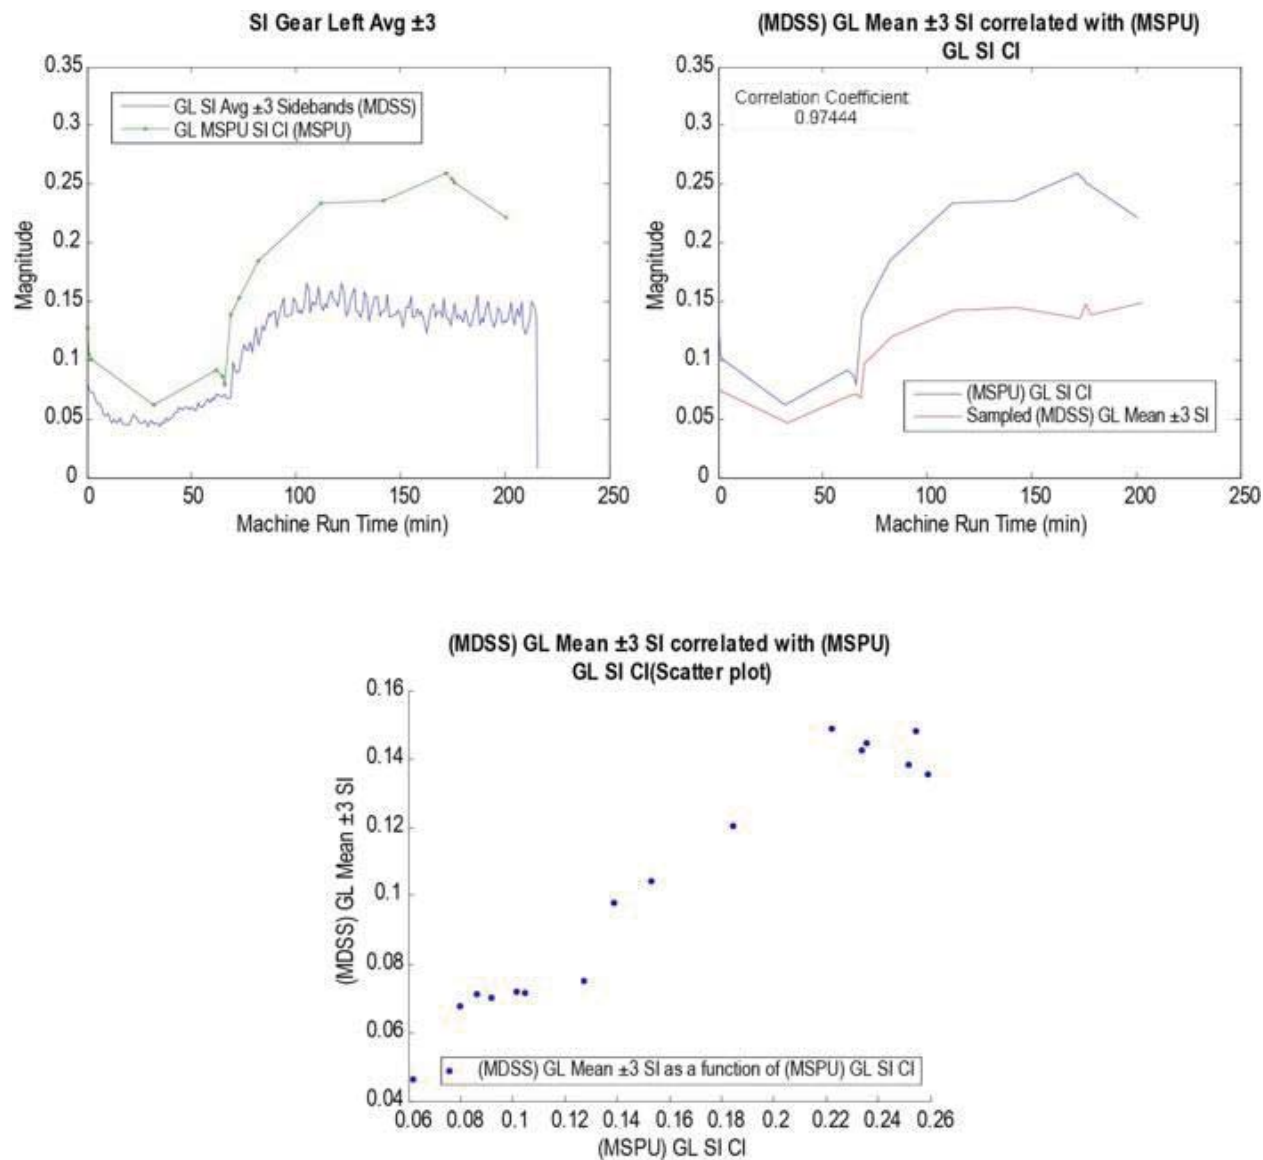 SI Gear Left Avg ±3
0.35
0.3
0.25
0.2
0.15
0.1
0.05
0
Magnitude
GL SI Avg ±3 Sidebands (MDSS)
GL MSPU SI CI (MSPU)
0 50 100 150 200 250
Machine Run Time (min)
(MDSS) GL Mean ±3 SI correlated with (MSPU)
GL SI CI
0.35
0.3
0.25
0.2
0.15
0.1
0.05
0
Magnitude
Correlation Coefficient
0.97444
(MSPU) GL SI CI
Sampled (MDSS) GL Mean ±3 SI
0 50 100 150 200 250
Machine Run Time (min)
(MDSS) GL Mean ±3 SI correlated with (MSPU)
GL SI CI(Scatter plot)
0.16
0.14
0.12
0.1
0.08
0.06
0.04
(MDSS) GL Mean ±3 SI
(MDSS) GL Mean ±3 SI as a function of (MSPU) GL SI CI
0.06 0.08 0.1 0.12 0.14 0.16 0.18 0.2 0.22 0.24 0.26
(MSPU) GL SI CI